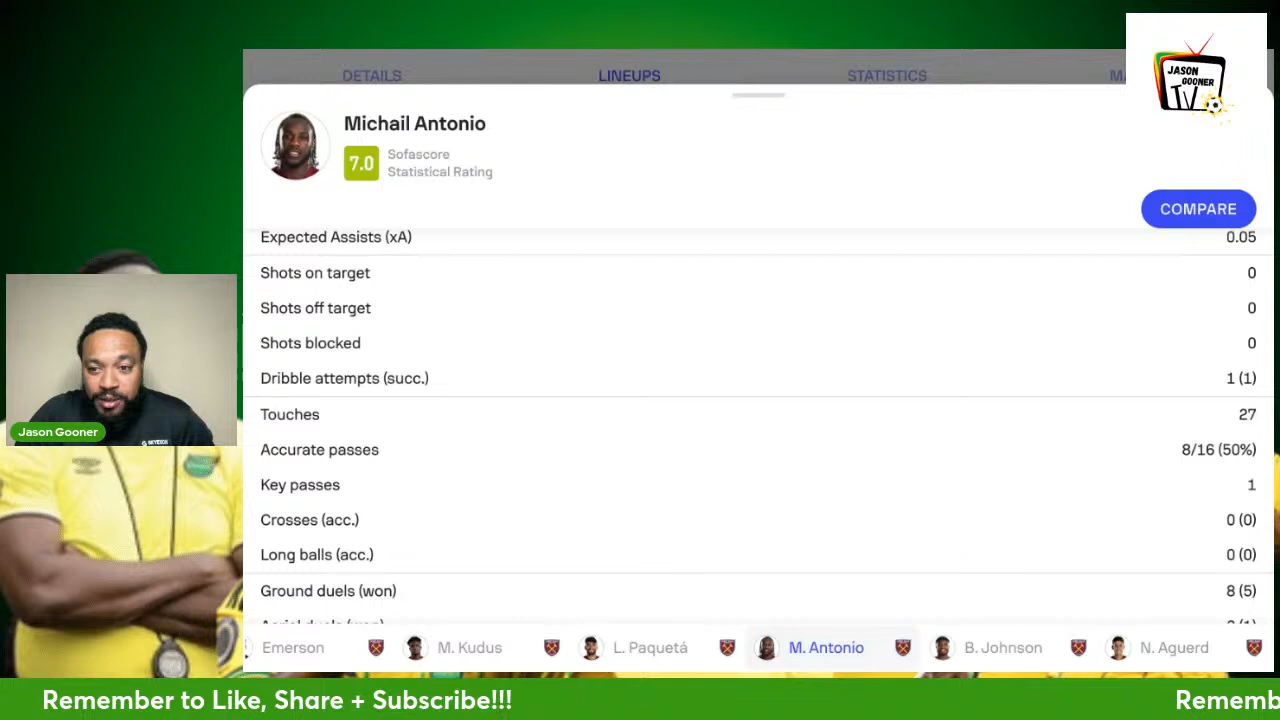 DETAILS
LINEUPS
STATISTICS
JASON
GOONER
TV
Michail Antonio
7.0
Sofascore
Statistical Rating
COMPARE
Expected Assists (xA) 0.05
Shots on target 0
Shots off target 0
Shots blocked 0
Dribble attempts (succ.) 1 (1)
Touches 27
Accurate passes 8/16 (50%)
Key passes 1
Crosses (acc.) 0 (0)
Long balls (acc.) 0 (0)
Ground duels (won) 8 (5)
Emerson
M. Kudus
L. Paquetá
M. Antonio
B. Johnson
N. Aguerd
Jason Gooner
Remember to Like, Share + Subscribe!!!
Rememb